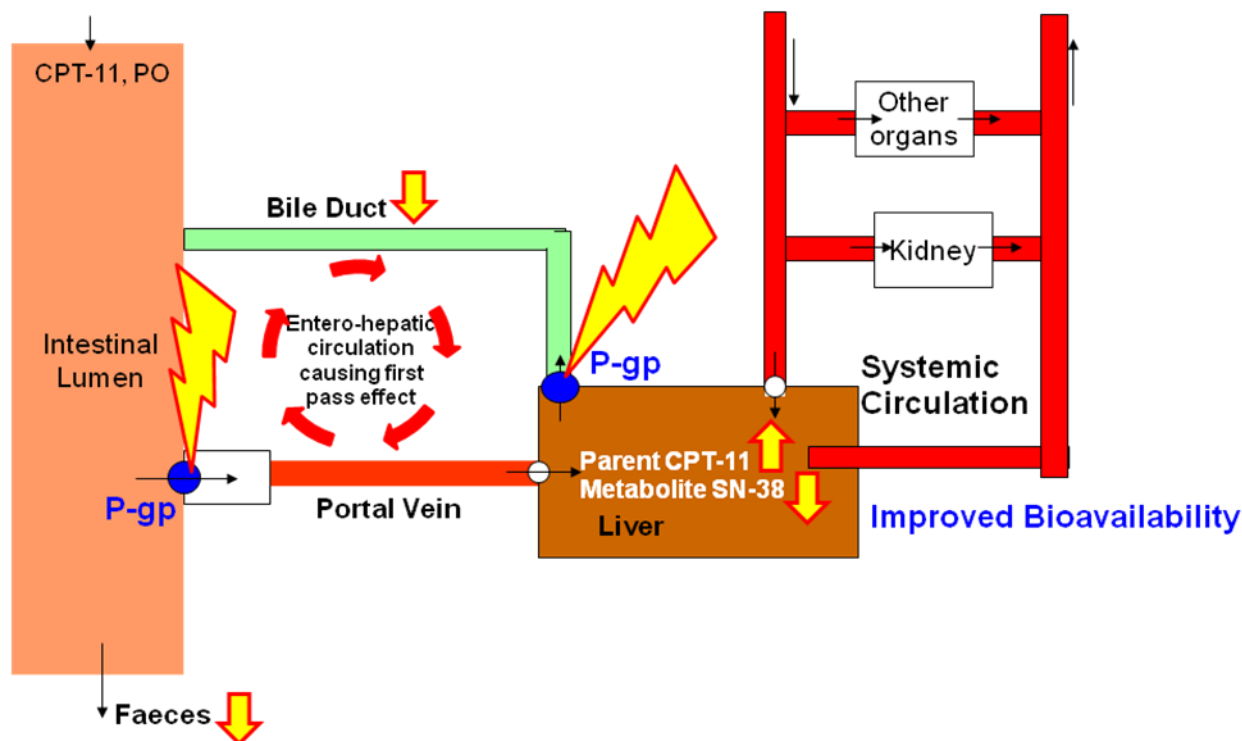 CPT-11, PO
Bile Duct
Intestinal
Lumen
Entero-hepatic
circulation
causing first
pass effect
P-gp
P-gp
Portal Vein
Parent CPT-11
Metabolite SN-38
Liver
Other
organs
Kidney
Systemic
Circulation
Improved Bioavailability
Faeces